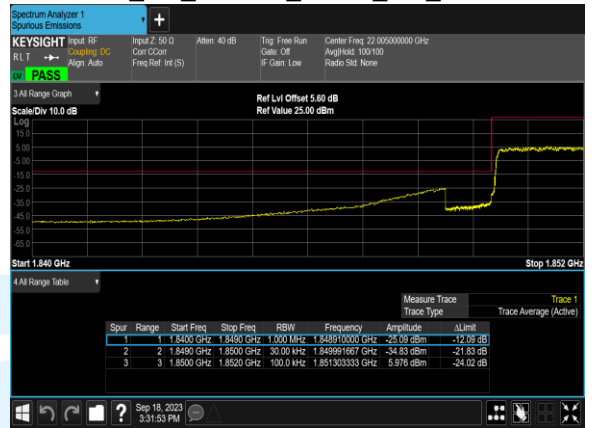 Spectrum Analyzer 1
Spurious Emissions
KEYSIGHT
RLT
LW PASS
Input: RF
Coupling: DC
Align: Auto
Input Z: 50 Ω
Corr CCorr
Freq Ref: Int (S)
Atten: 40 dB
Trig: Free Run
Gate: Off
IF Gain: Low
Center Freq: 22.005000000 GHz
Avg|Hold: 100/100
Radio Std: None
3 All Range Graph
Scale/Div 10.0 dB
Ref Lvl Offset 5.60 dB
Ref Value 25.00 dBm
Log
15.0
5.00
-5.00
-15.0
-25.0
-35.0
-45.0
-55.0
-65.0
Start 1.840 GHz
Stop 1.852 GHz
4 All Range Table
Measure Trace Trace 1
Trace Type Trace Average (Active)
Spur Range Start Freq Stop Freq RBW Frequency Amplitude ΔLimit
1 1 1.8400 GHz 1.8490 GHz 1.000 MHz 1.848910000 GHz -25.09 dBm -12.09 dB
2 2 1.8490 GHz 1.8500 GHz 30.00 kHz 1.849991667 GHz -34.83 dBm -21.83 dB
3 3 1.8500 GHz 1.8520 GHz 100.0 kHz 1.851303333 GHz 5.976 dBm -24.02 dB
Sep 18, 2023
3:31:53 PM